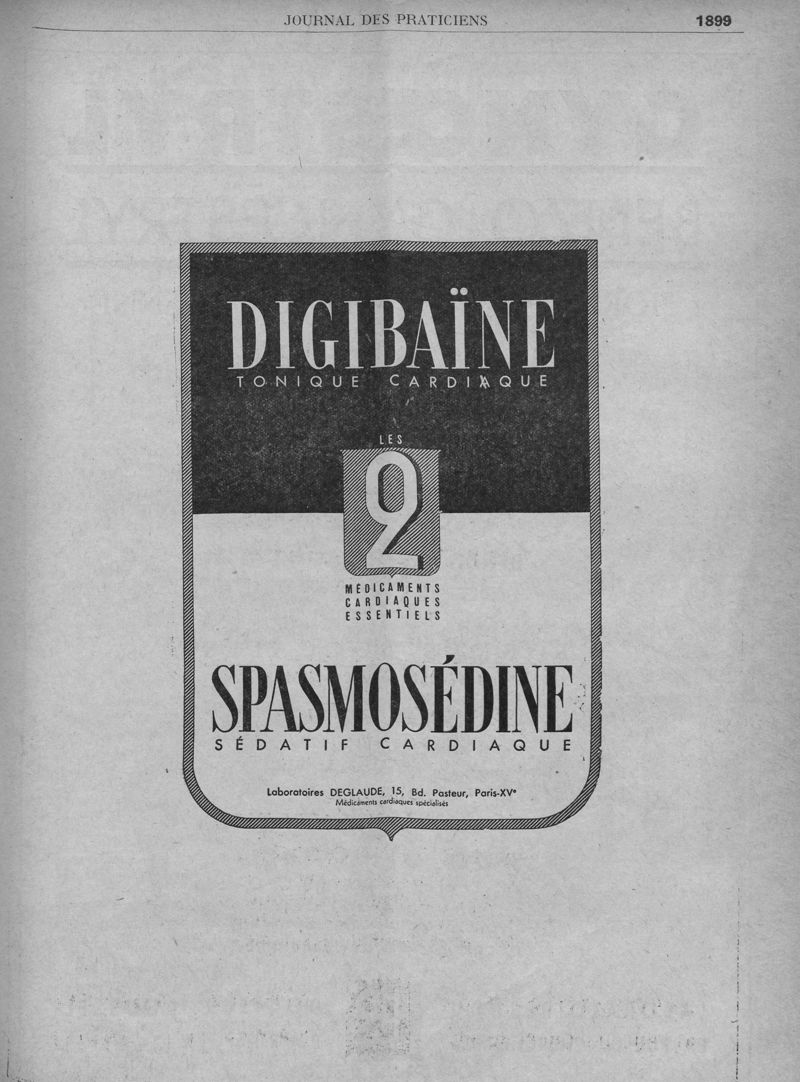 JOURNAL DES PRATICIENS 1899
DIGIBAÏNE
TONIQUE CARDIAQUE
LES
2
MÉDICAMENTS
CARDIAQUES
ESSENTIELS
SPASMOSÉDINE
SÉDATIF CARDIAQUE
Laboratoires DEGLAUDE, 15, Bd. Pasteur, Paris-XVe
Médicaments cardiaques spécialisés